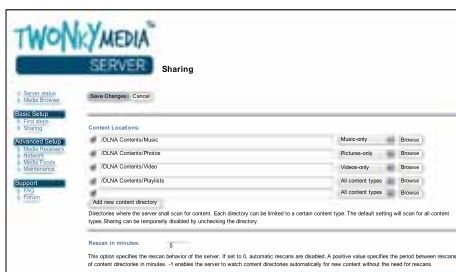 TWONKYMEDIA
SERVER
Sharing
Server status
Media Browser
Save Changes Cancel
Basic Setup
First steps
Sharing
Content Locations:
/DLNA Contents/Music Music-only Browse
Advanced Setup
Media Receivers
/DLNA Contents/Photos Pictures-only Browse
Network
Media Feeds
/DLNA Contents/Video Videos-only Browse
Maintenance
/DLNA Contents/Playlists All content types Browse
Support
All content types Browse
FAQ
Forum
Add new content directory
Directories where the server shall scan for content. Each directory can be limited to a certain content type. The default setting will scan for all content
types.Sharing can be temporarily disabled by unchecking the directory.
Rescan in minutes: 5
This option specifies the rescan behavior of the server. If set to 0, automatic rescans are disabled. A positive value specifies the period between rescans
of content directories in minutes. -1 enables the server to watch content directories automatically for new content without the need for rescans.